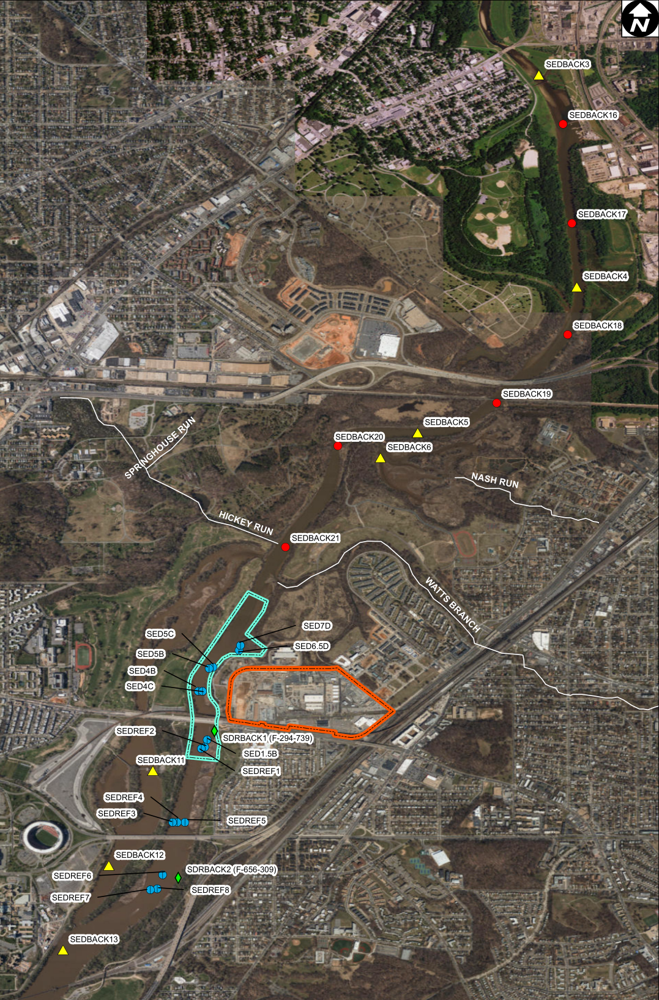 N
SEDBACK3
SEDBACK16
SEDBACK17
SEDBACK4
SEDBACK18
SEDBACK19
SEDBACK5
SEDBACK20
SEDBACK6
SPRINGHOUSE RUN
NASH RUN
HICKEY RUN
SEDBACK21
WATTS BRANCH
SED7D
SED5C
SED6.5D
SED5B
SED4B
SED4C
SEDREF2
SDRBACK1 (F-294-739)
SED1.5B
SEDBACK11
SEDREF1
SEDREF4
SEDREF3
SEDREF5
SEDBACK12
SDRBACK2 (F-656-309)
SEDREF6
SEDREF8
SEDREF7
SEDBACK13